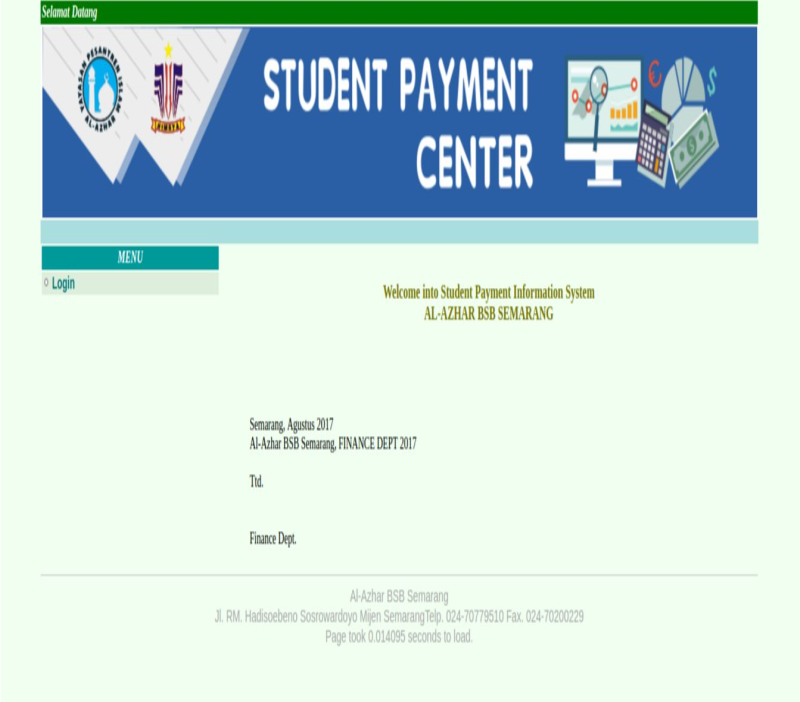 Selamat Datang
YAYASAN PESANTREN ISLAM
AL-AZHAR
STUDENT PAYMENT
CENTER
MENU
Login
Welcome into Student Payment Information System
AL-AZHAR BSB SEMARANG
Semarang, Agustus 2017
Al-Azhar BSB Semarang, FINANCE DEPT 2017
Ttd.
Finance Dept.
Al-Azhar BSB Semarang
Jl. RM. Hadisoebeno Sosrowardoyo Mijen SemarangTelp. 024-70779510 Fax. 024-70200229
Page took 0.014095 seconds to load.